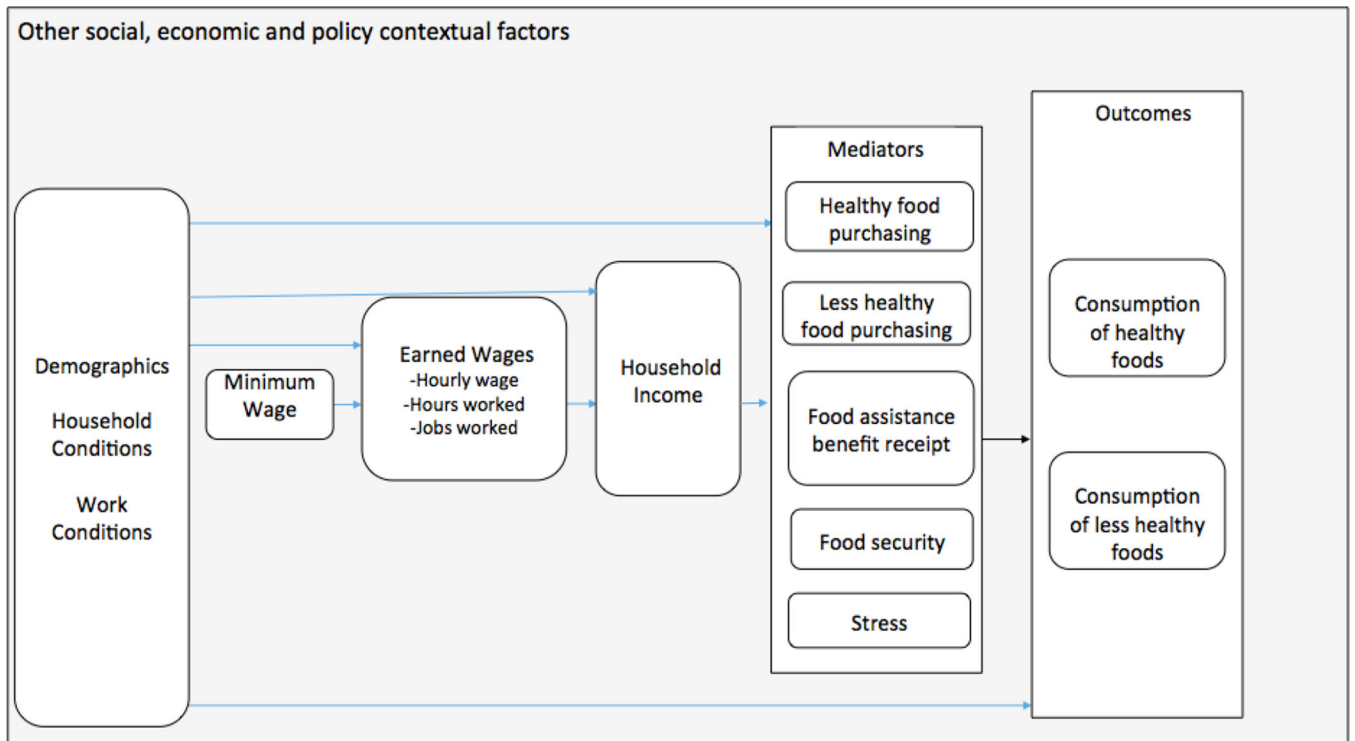 Other social, economic and policy contextual factors
Demographics
Household
Conditions
Work
Conditions
Minimum
Wage
Earned Wages
-Hourly wage
-Hours worked
-Jobs worked
Household
Income
Mediators
Healthy food
purchasing
Less healthy
food purchasing
Food assistance
benefit receipt
Food security
Stress
Outcomes
Consumption
of healthy
foods
Consumption
of less healthy
foods